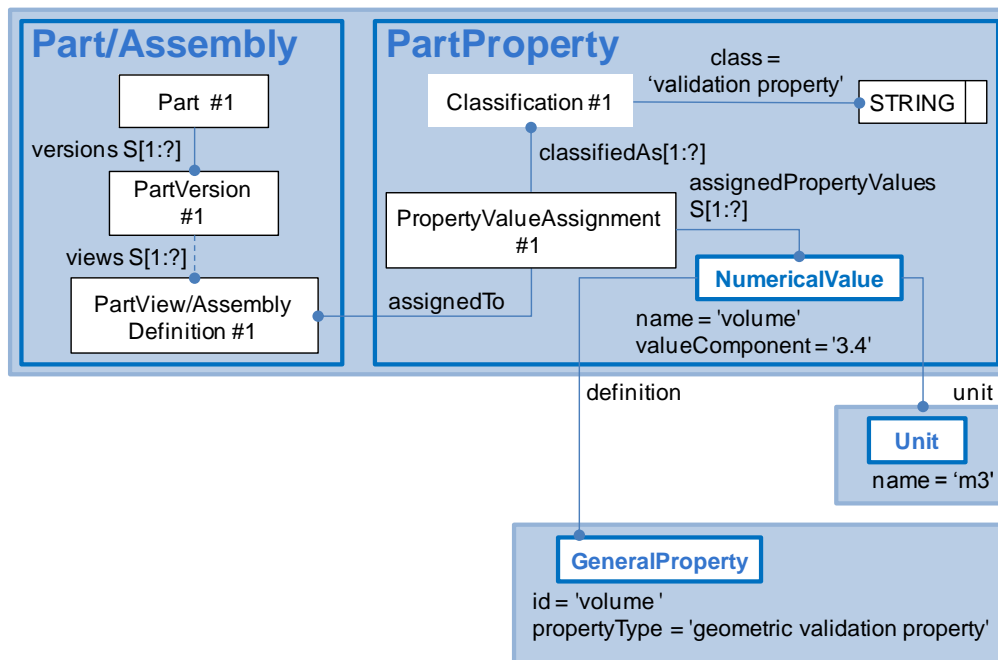 Part/Assembly
PartProperty
Part #1
versions S[1:?]
PartVersion
#1
views S[1:?]
PartView/Assembly
Definition #1
Classification #1
class =
‘validation property'
STRING
classifiedAs[1:?]
assignedPropertyValues
S[1:?]
PropertyValueAssignment
#1
assignedTo
NumericalValue
name = 'volume'
valueComponent = '3.4'
definition
unit
Unit
name = ‘m3'
GeneralProperty
id = 'volume '
propertyType = 'geometric validation property'